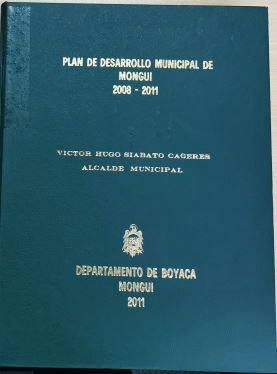 PLAN DE DESARROLLO MUNICIPAL DE
MONGUI
2008 - 2011
VICTOR HUGO SIABATO CACERES
ALCALDE MUNICIPAL
DEPARTAMENTO DE BOYACA
MONGUI
2011